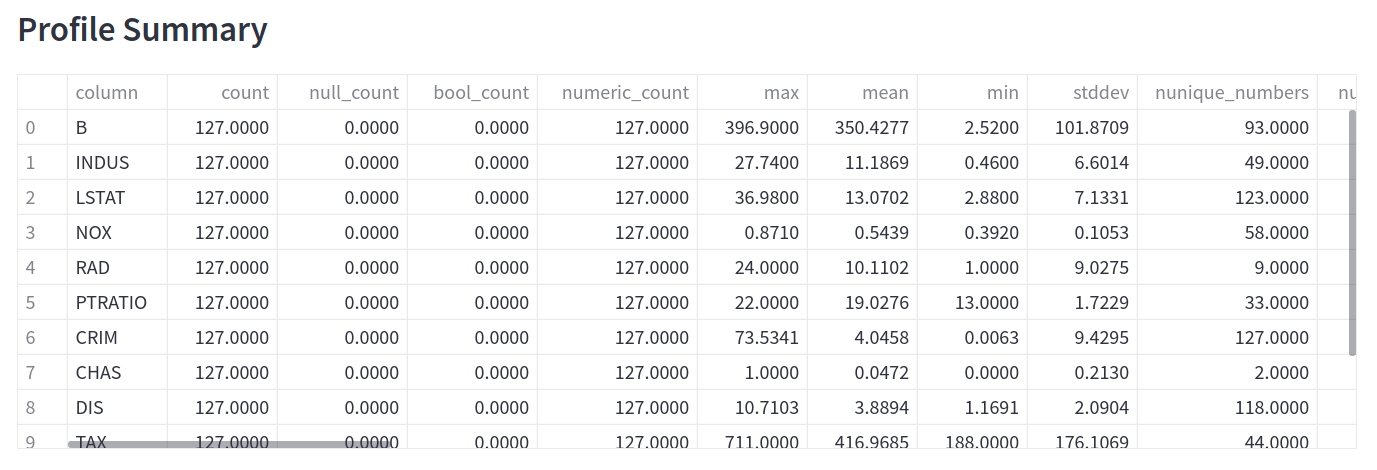 Profile Summary
column count null_count bool_count numeric_count max mean min stddev nunique_numbers nu
0 B 127.0000 0.0000 0.0000 127.0000 396.9000 350.4277 2.5200 101.8709 93.0000
1 INDUS 127.0000 0.0000 0.0000 127.0000 27.7400 11.1869 0.4600 6.6014 49.0000
2 LSTAT 127.0000 0.0000 0.0000 127.0000 36.9800 13.0702 2.8800 7.1331 123.0000
3 NOX 127.0000 0.0000 0.0000 127.0000 0.8710 0.5439 0.3920 0.1053 58.0000
4 RAD 127.0000 0.0000 0.0000 127.0000 24.0000 10.1102 1.0000 9.0275 9.0000
5 PTRATIO 127.0000 0.0000 0.0000 127.0000 22.0000 19.0276 13.0000 1.7229 33.0000
6 CRIM 127.0000 0.0000 0.0000 127.0000 73.5341 4.0458 0.0063 9.4295 127.0000
7 CHAS 127.0000 0.0000 0.0000 127.0000 1.0000 0.0472 0.0000 0.2130 2.0000
8 DIS 127.0000 0.0000 0.0000 127.0000 10.7103 3.8894 1.1691 2.0904 118.0000
9 TAX 127.0000 0.0000 0.0000 127.0000 711.0000 416.9685 188.0000 176.1069 44.0000